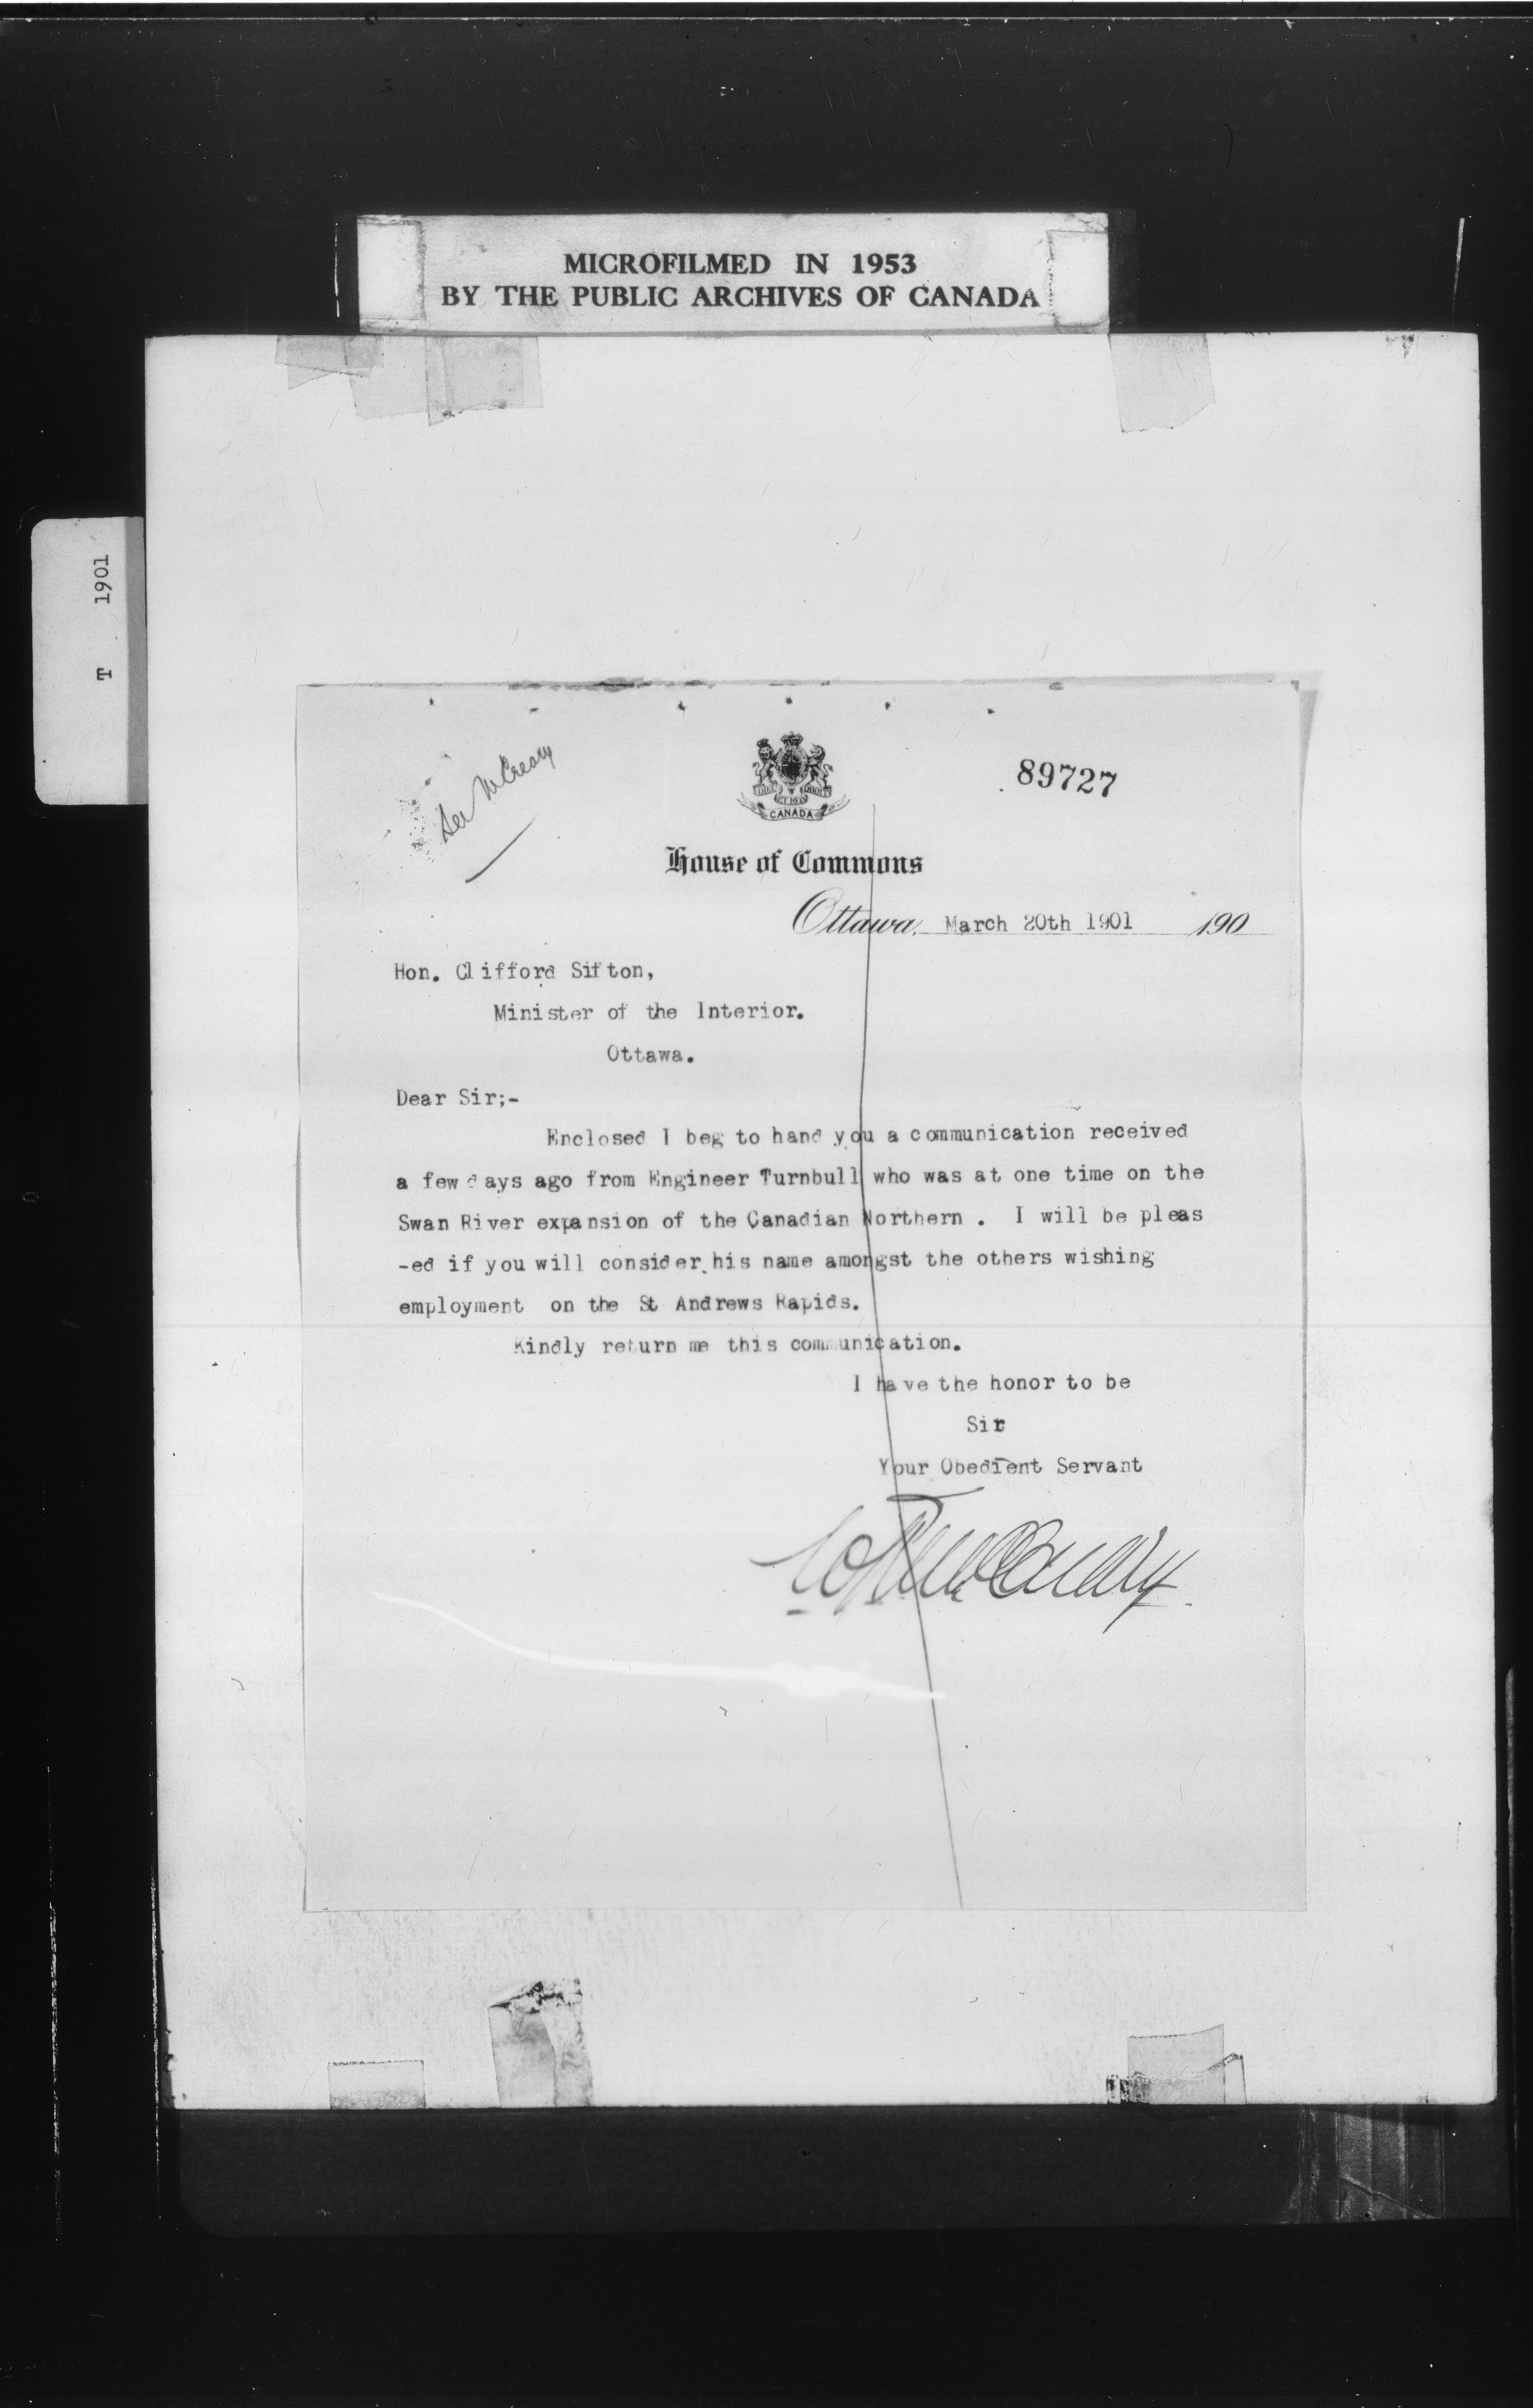 MICROFILMED IN 1953
BY THE PUBLIC ARCHIVES OF CANADA
T 1901
See McCreary
CANADA
89727
House of Commons
Ottawa, March 20th 1901 190
Hon. Clifford Sifton,
Minister of the Interior.
Ottawa.
Dear Sir;-
Enclosed I beg to hand you a communication received
a few days ago from Engineer Turnbull who was at one time on the
Swan River expansion of the Canadian Northern . I will be pleas
-ed if you will consider his name amongst the others wishing
employment on the St Andrews Rapids.
Kindly return me this communication.
I have the honor to be
Sir
Your Obedient Servant
McCreary